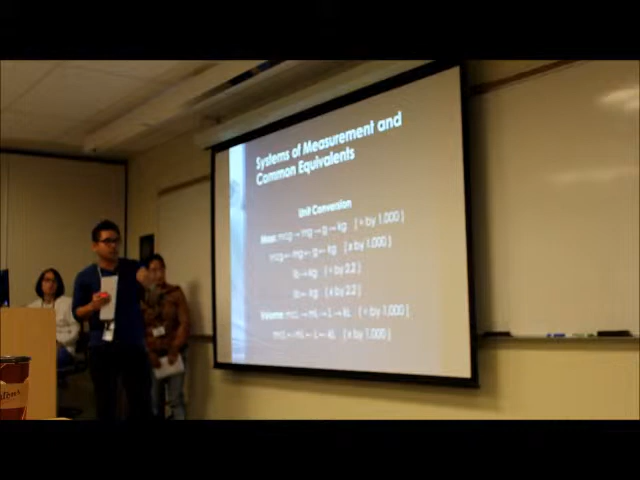 Systems of Measurement and
Common Equivalents
Unit Conversion
Mass: mcg → mg → g → kg [ ÷ by 1,000 ]
mcg ← mg ← g ← kg [ x by 1,000 ]
lb → kg [ ÷ by 2.2 ]
lb ← kg [ x by 2.2 ]
Volume: mcL → mL → L → kL [ ÷ by 1,000 ]
mcL ← mL ← L ← kL [ x by 1,000 ]